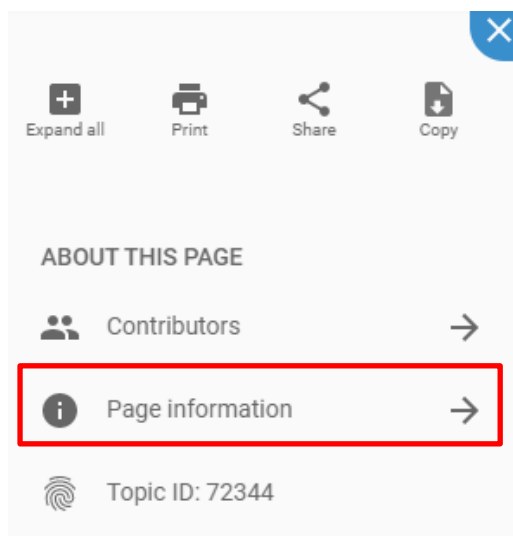 Expand all Print Share Copy
ABOUT THIS PAGE
Contributors
Page information
Topic ID: 72344